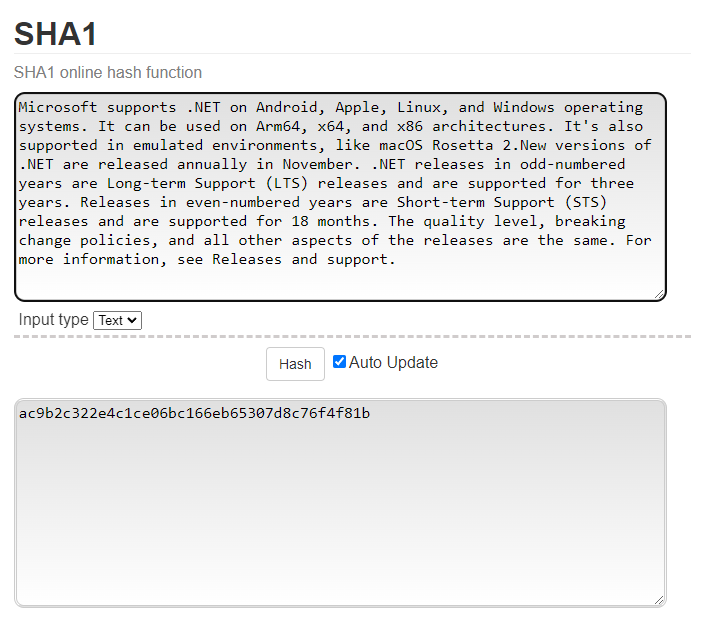 SHA1
SHA1 online hash function
Microsoft supports .NET on Android, Apple, Linux, and Windows operating
systems. It can be used on Arm64, x64, and x86 architectures. It's also
supported in emulated environments, like macOS Rosetta 2.New versions of
.NET are released annually in November. .NET releases in odd-numbered
years are Long-term Support (LTS) releases and are supported for three
years. Releases in even-numbered years are Short-term Support (STS)
releases and are supported for 18 months. The quality level, breaking
change policies, and all other aspects of the releases are the same. For
more information, see Releases and support.
Input type Text
Hash Auto Update
ac9b2c322e4c1ce06bc166eb65307d8c76f4f81b